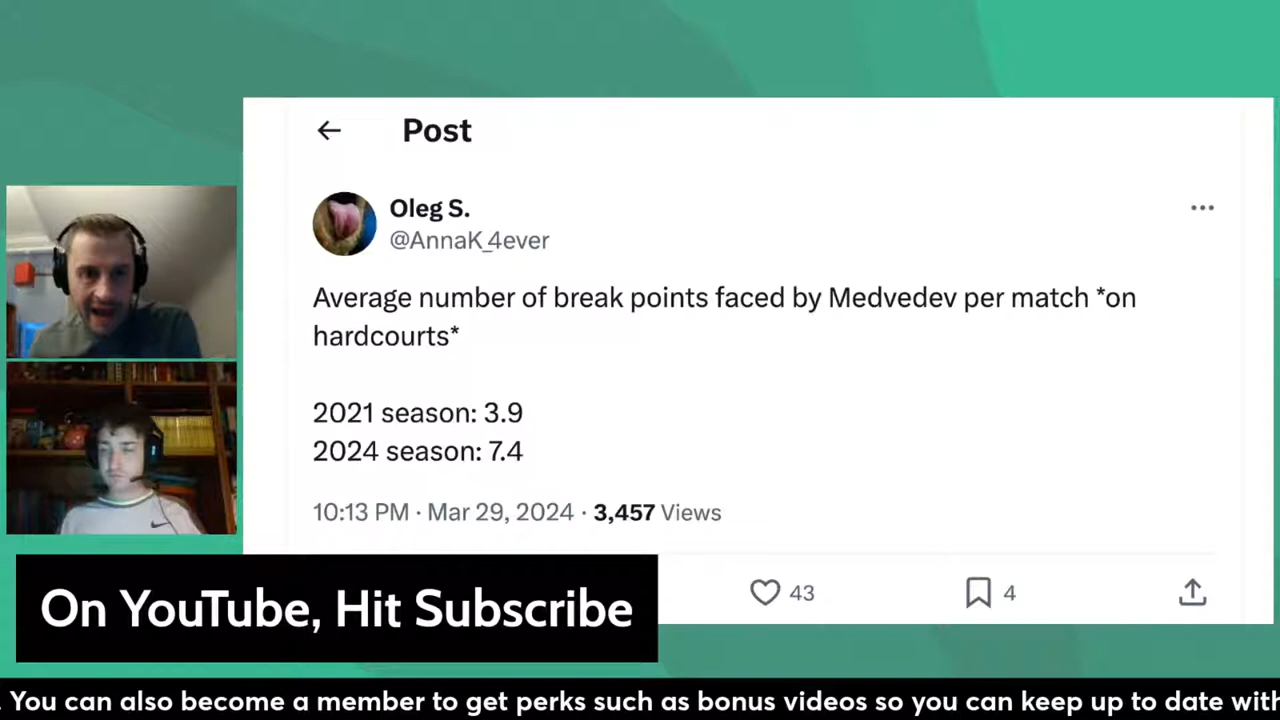 Post
Oleg S.
@AnnaK_4ever
Average number of break points faced by Medvedev per match *on
hardcourts*
2021 season: 3.9
2024 season: 7.4
10:13 PM · Mar 29, 2024 · 3,457 Views
43
4
On YouTube, Hit Subscribe
. You can also become a member to get perks such as bonus videos so you can keep up to date with